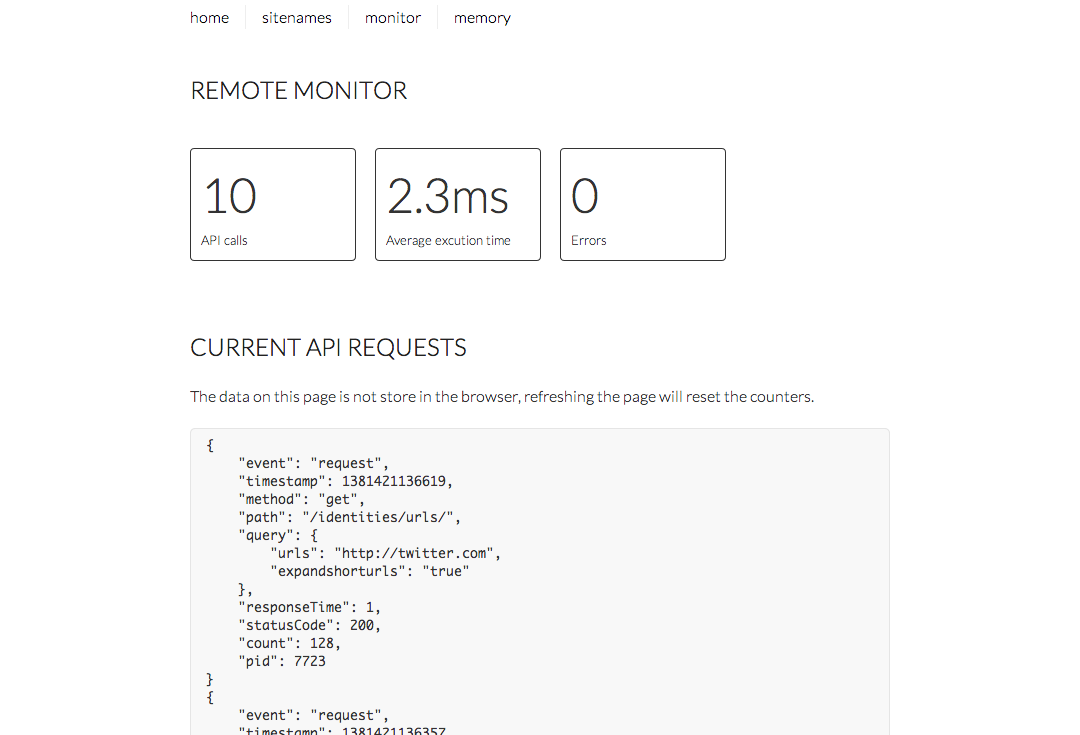 home sitenames monitor memory
REMOTE MONITOR
10 2.3ms 0
API calls Average excution time Errors
CURRENT API REQUESTS
The data on this page is not store in the browser, refreshing the page will reset the counters.
{
    "event": "request",
    "timestamp": 1381421136619,
    "method": "get",
    "path": "/identities/urls/",
    "query": {
        "urls": "http://twitter.com",
        "expandshorturls": "true"
    },
    "responseTime": 1,
    "statusCode": 200,
    "count": 128,
    "pid": 7723
}
{
    "event": "request",
    "timestamp": 1381421136357